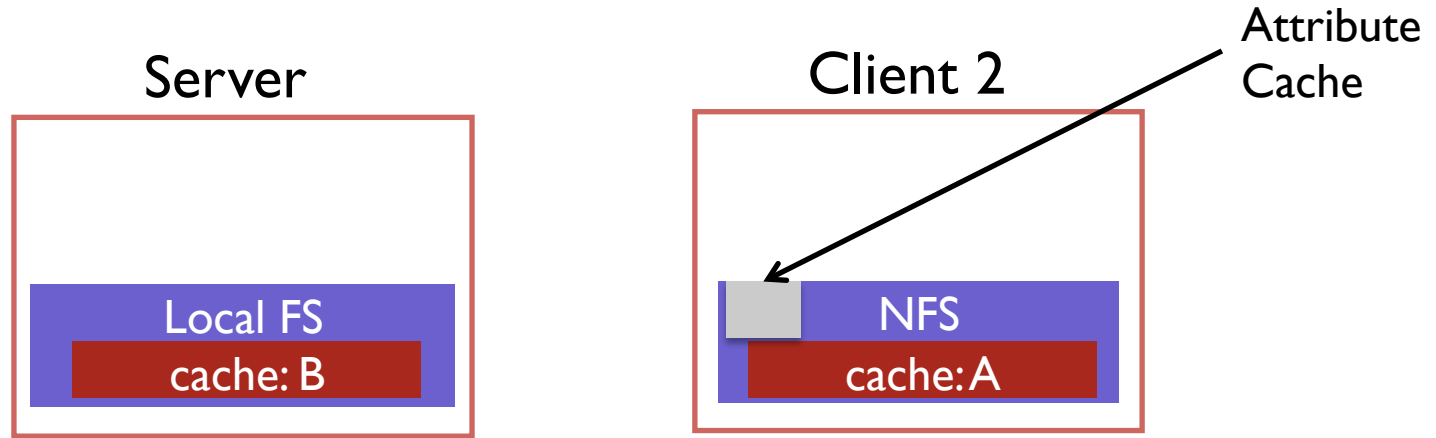 Server
Client 2
Attribute
Cache
Local FS
cache: B
NFS
cache: A